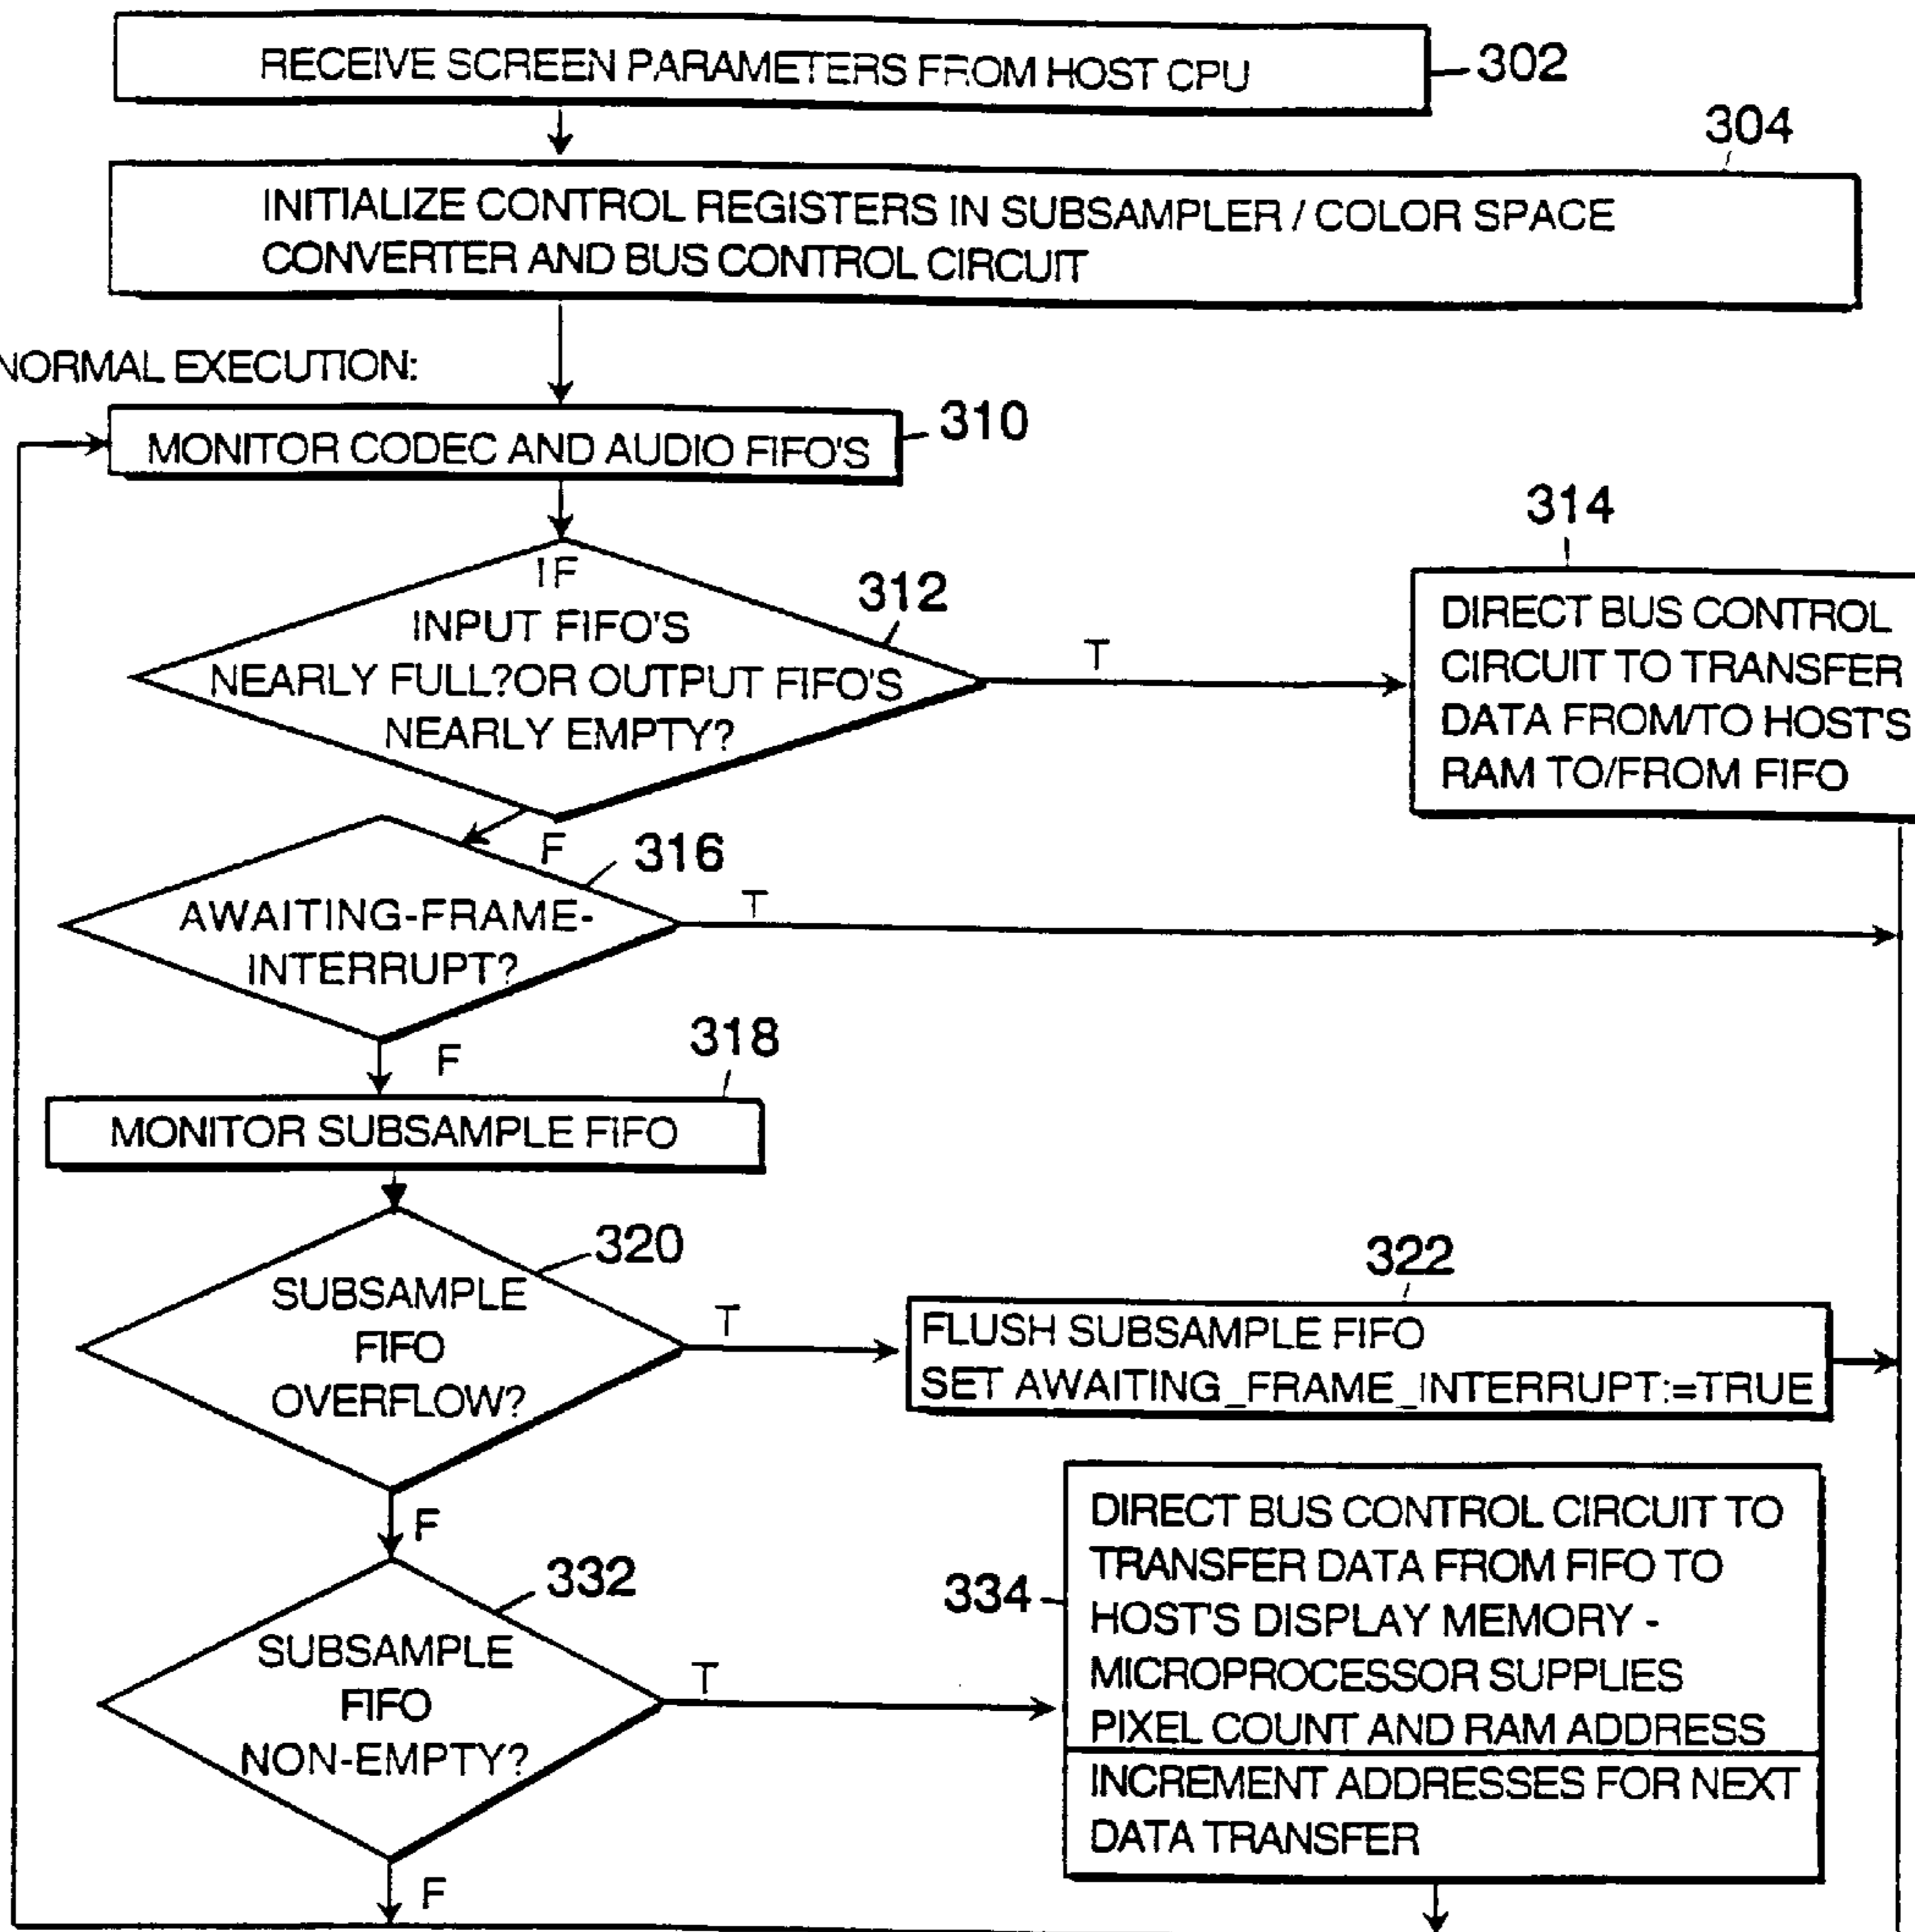 RECEIVE SCREEN PARAMETERS FROM HOST CPU
302
304
INITIALIZE CONTROL REGISTERS IN SUBSAMPLER / COLOR SPACE
CONVERTER AND BUS CONTROL CIRCUIT
NORMAL EXECUTION:
MONITOR CODEC AND AUDIO FIFO'S
310
IF
INPUT FIFO'S
NEARLY FULL?OR OUTPUT FIFO'S
NEARLY EMPTY?
312
T
314
DIRECT BUS CONTROL
CIRCUIT TO TRANSFER
DATA FROM/TO HOST'S
RAM TO/FROM FIFO
F
316
AWAITING-FRAME-
INTERRUPT?
T
F
318
MONITOR SUBSAMPLE FIFO
320
SUBSAMPLE
FIFO
OVERFLOW?
T
322
FLUSH SUBSAMPLE FIFO
SET AWAITING_FRAME_INTERRUPT:=TRUE
F
332
SUBSAMPLE
FIFO
NON-EMPTY?
T
334
DIRECT BUS CONTROL CIRCUIT TO
TRANSFER DATA FROM FIFO TO
HOST'S DISPLAY MEMORY -
MICROPROCESSOR SUPPLIES
PIXEL COUNT AND RAM ADDRESS
INCREMENT ADDRESSES FOR NEXT
DATA TRANSFER
F